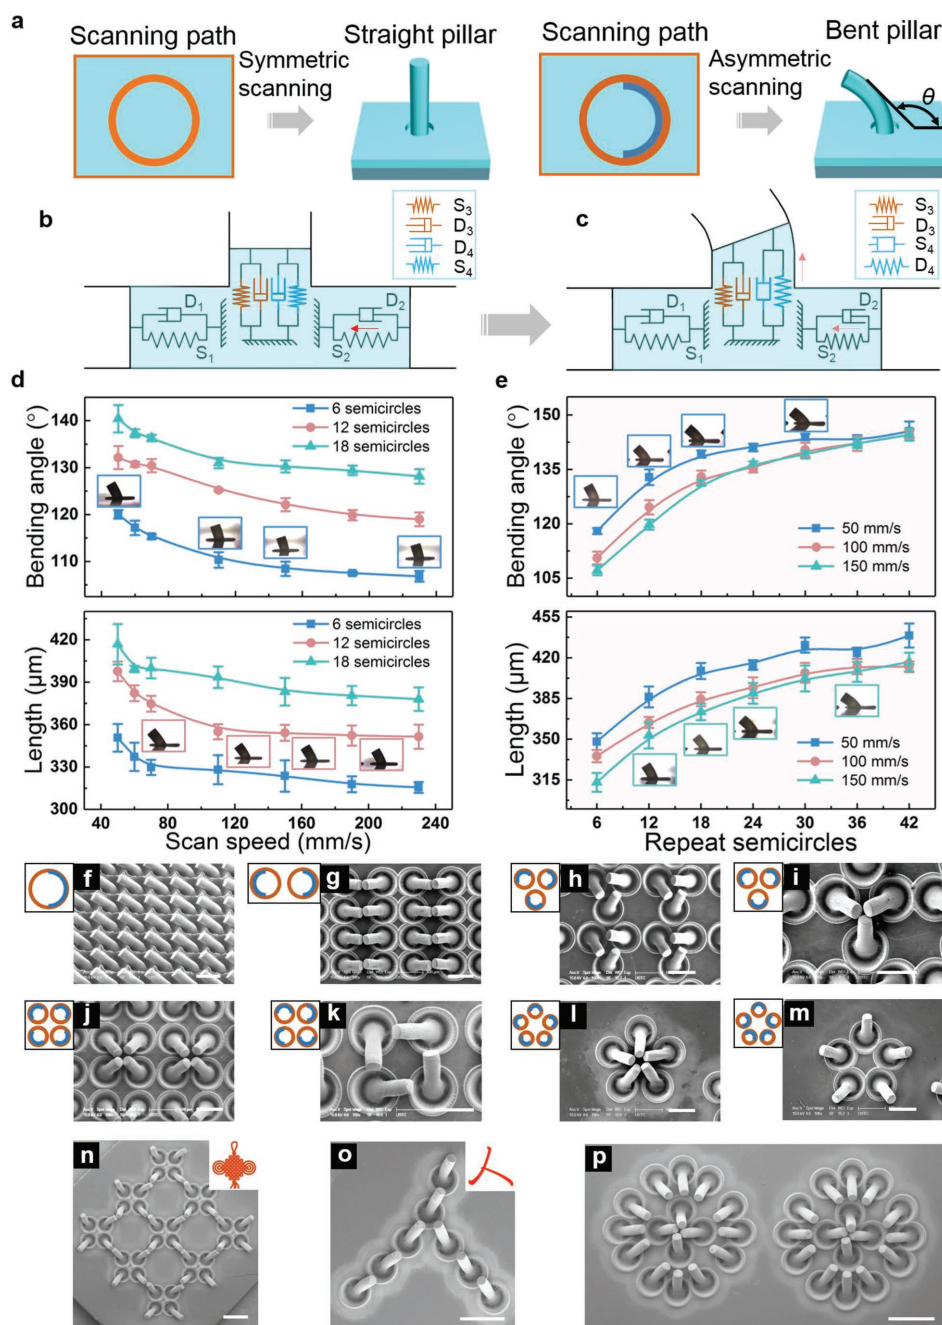 a
Scanning path
Symmetric
scanning
Straight pillar
Scanning path
Asymmetric
scanning
Bent pillar
θ
b
S3
D3
D4
S4
D1
S1
D2
S2
c
S3
D3
S4
D4
D1
S1
D2
S2
d
Bending angle (°)
140
130
120
110
6 semicircles
12 semicircles
18 semicircles
Length (μm)
420
390
360
330
300
6 semicircles
12 semicircles
18 semicircles
40 80 120 160 200 240
Scan speed (mm/s)
e
Bending angle (°)
150
135
120
105
50 mm/s
100 mm/s
150 mm/s
Length (μm)
455
420
385
350
315
50 mm/s
100 mm/s
150 mm/s
6 12 18 24 30 36 42
Repeat semicircles
f
g
h
i
j
k
l
m
n
o
人
p